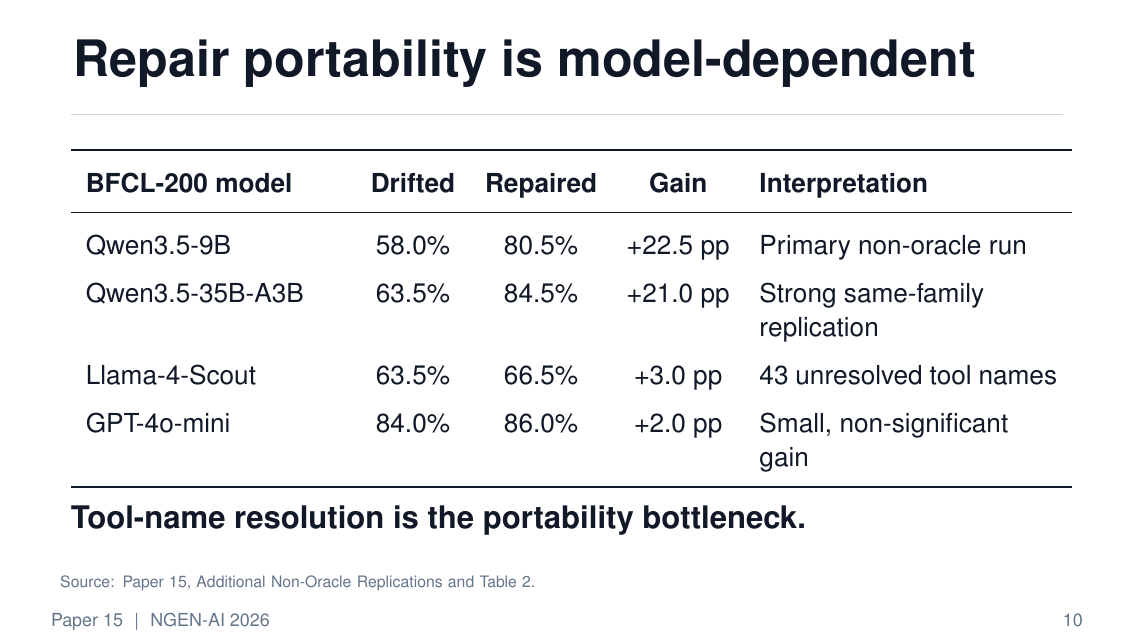 Repair portability is model-dependent
BFCL-200 model Drifted Repaired Gain Interpretation
Qwen3.5-9B 58.0% 80.5% +22.5 pp Primary non-oracle run
Qwen3.5-35B-A3B 63.5% 84.5% +21.0 pp Strong same-family
replication
Llama-4-Scout 63.5% 66.5% +3.0 pp 43 unresolved tool names
GPT-4o-mini 84.0% 86.0% +2.0 pp Small, non-significant
gain
Tool-name resolution is the portability bottleneck.
Source: Paper 15, Additional Non-Oracle Replications and Table 2.
Paper 15 | NGEN-AI 2026 10